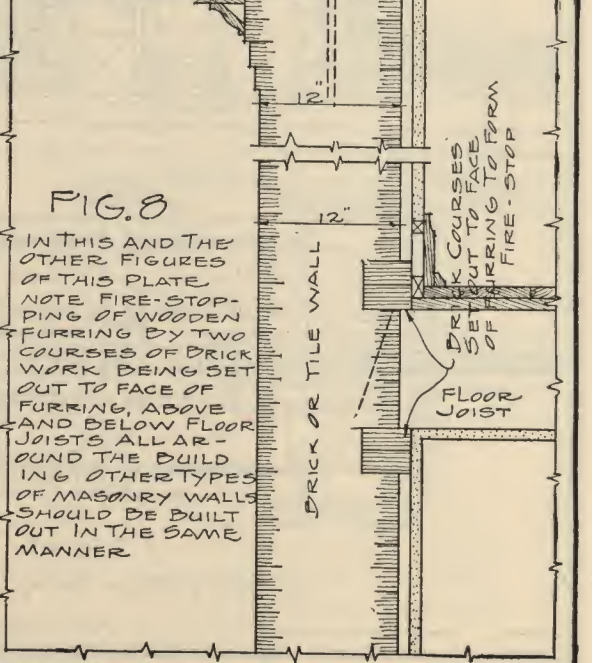 12"
12"
FIG. 8
IN THIS AND THE
OTHER FIGURES
OF THIS PLATE
NOTE FIRE-STOP-
PING OF WOODEN
FURRING BY TWO
COURSES OF BRICK
WORK BEING SET
OUT TO FACE OF
FURRING, ABOVE
AND BELOW FLOOR
JOISTS ALL AR-
OUND THE BUILD
ING OTHER TYPES
OF MASONRY WALLS
SHOULD BE BUILT
OUT IN THE SAME
MANNER
BRICK OR TILE WALL
BRICK COURSES
SET OUT TO FACE
OF FURRING TO FORM
FIRE-STOP
FLOOR
JOIST